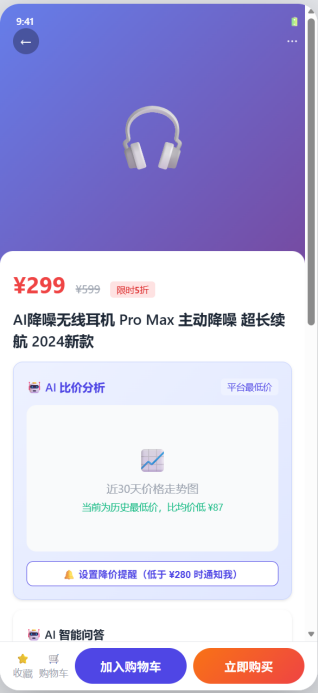 9:41
←
...
¥299 ¥599 限时5折
AI降噪无线耳机 Pro Max 主动降噪 超长续
航 2024新款
AI 比价分析 平台最低价
近30天价格走势图
当前为历史最低价，比均价低 ¥87
设置降价提醒（低于 ¥280 时通知我）
AI 智能问答
收藏 购物车 加入购物车 立即购买